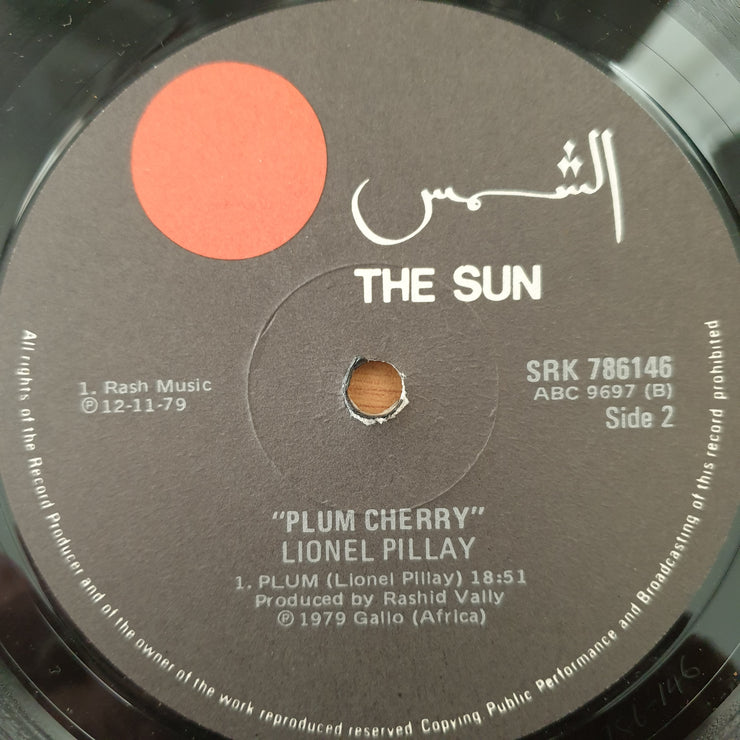 الشمس
THE SUN
1. Rash Music
℗12-11-79
SRK 786146
ABC 9697 (B)
Side 2
"PLUM CHERRY"
LIONEL PILLAY
1. PLUM (Lionel Pillay) 18:51
Produced by Rashid Vally
℗ 1979 Gallo (Africa)
All rights of the Record Producer and of the owner of the work reproduced reserved Copying Public Performance and Broadcasting of this record prohibited